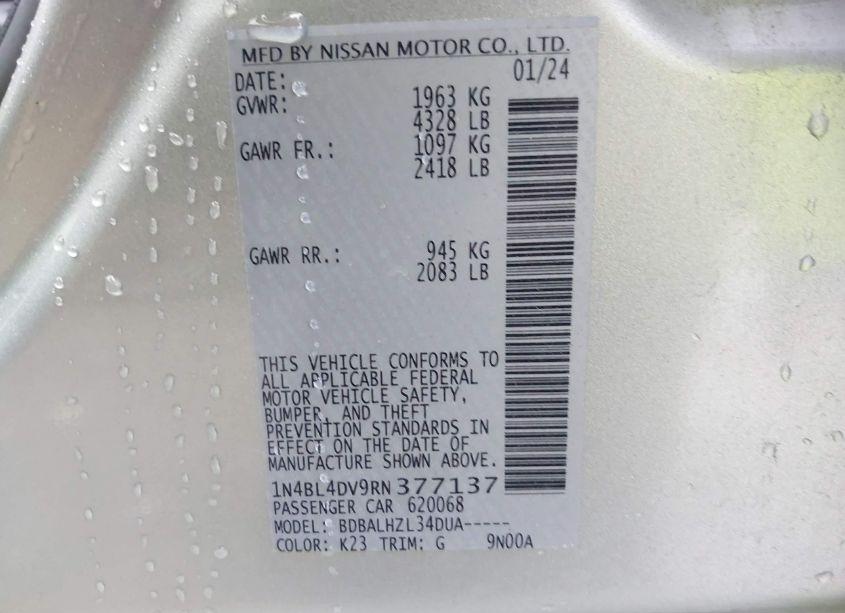 MFD BY NISSAN MOTOR CO., LTD.
DATE: 01/24
GVWR: 1963 KG
4328 LB
GAWR FR.: 1097 KG
2418 LB
GAWR RR.: 945 KG
2083 LB
THIS VEHICLE CONFORMS TO
ALL APPLICABLE FEDERAL
MOTOR VEHICLE SAFETY,
BUMPER, AND THEFT
PREVENTION STANDARDS IN
EFFECT ON THE DATE OF
MANUFACTURE SHOWN ABOVE.
1N4BL4DV9RN377137
PASSENGER CAR 620068
MODEL: BDBALHZL34DUA-----
COLOR: K23 TRIM: G 9N00A